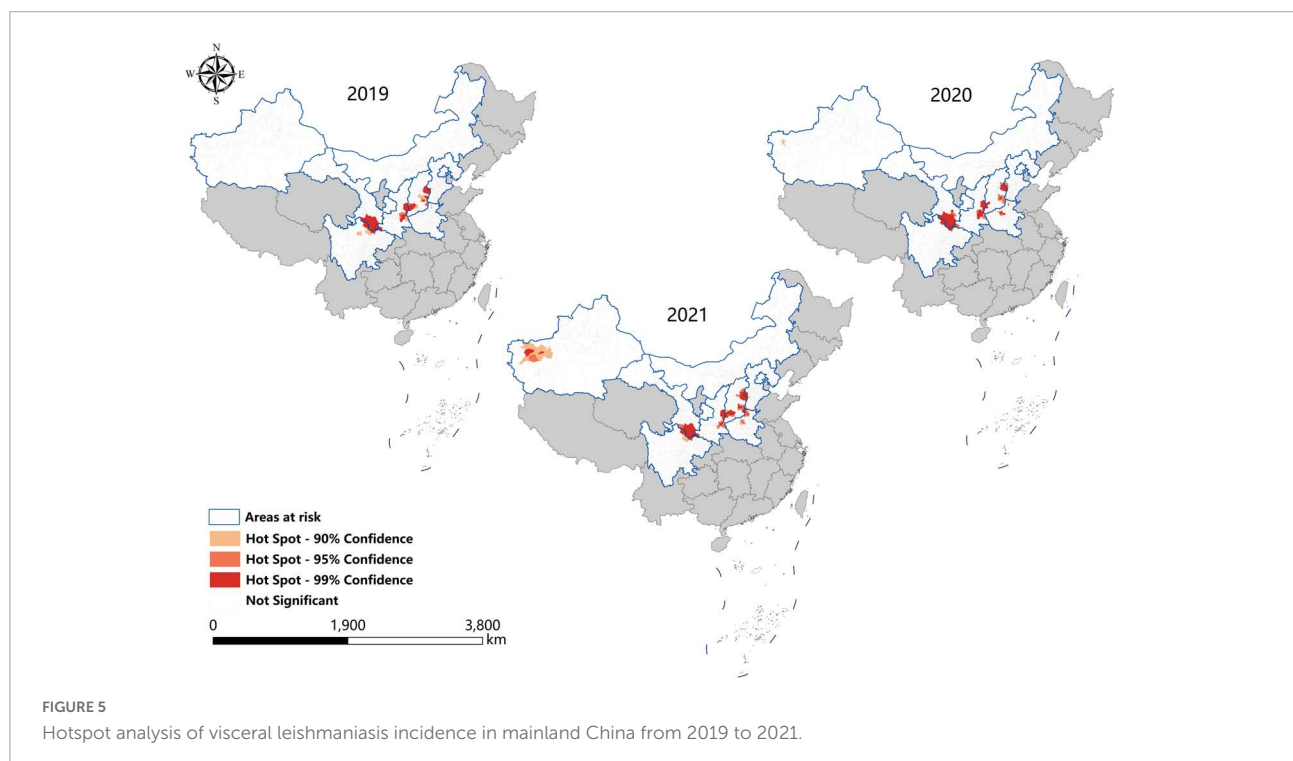 N
W E
S
2019
2020
2021
Areas at risk
Hot Spot - 90% Confidence
Hot Spot - 95% Confidence
Hot Spot - 99% Confidence
Not Significant
0 1,900 3,800
km
FIGURE 5
Hotspot analysis of visceral leishmaniasis incidence in mainland China from 2019 to 2021.